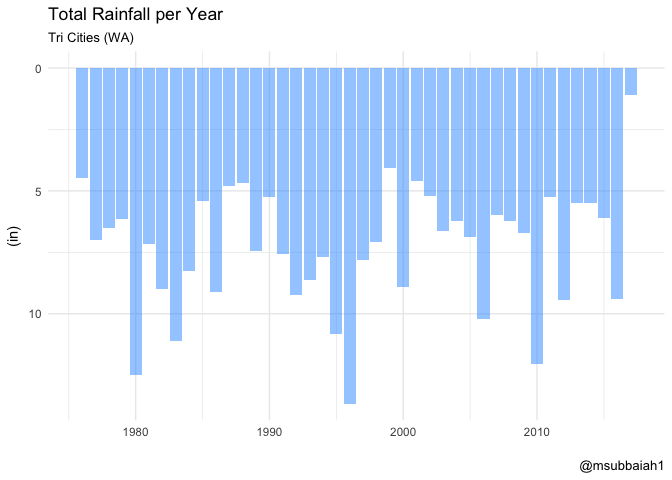 Total Rainfall per Year
Tri Cities (WA)
0
5
10
(in)
1980
1990
2000
2010
@msubbaiah1